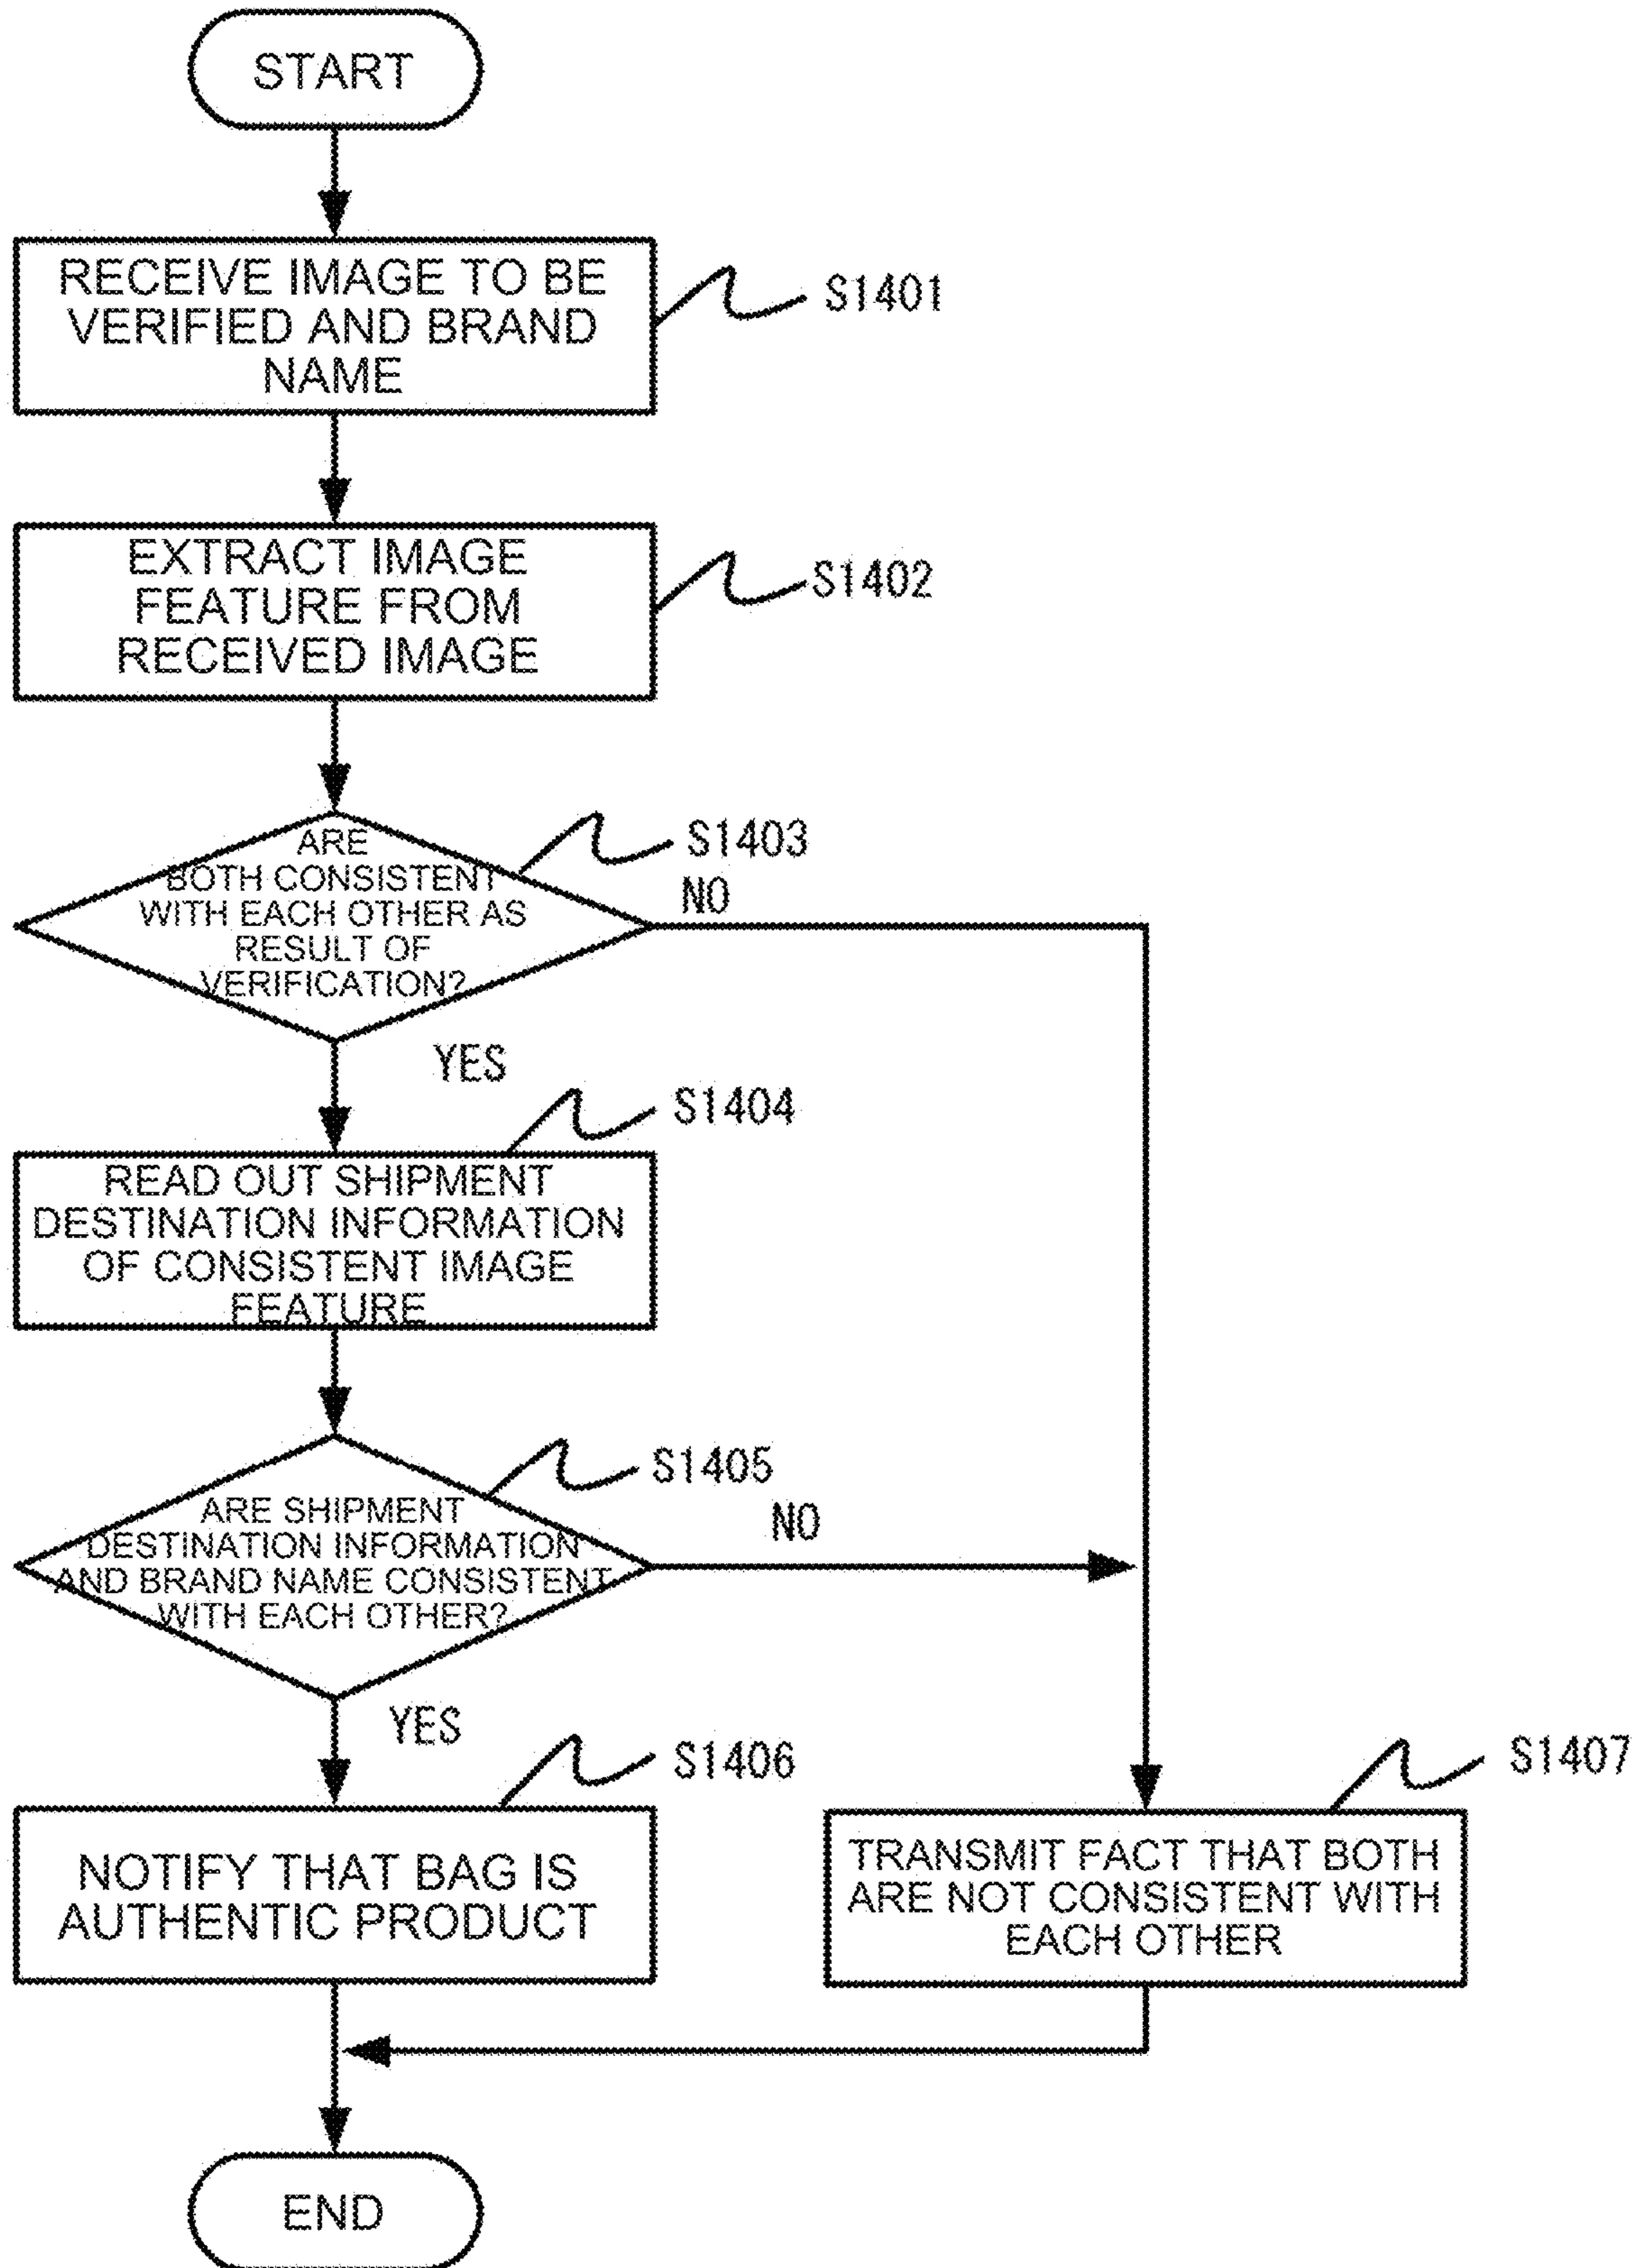 START
RECEIVE IMAGE TO BE
VERIFIED AND BRAND
NAME
S1401
EXTRACT IMAGE
FEATURE FROM
RECEIVED IMAGE
S1402
ARE
BOTH CONSISTENT
WITH EACH OTHER AS
RESULT OF
VERIFICATION?
S1403
NO
YES
S1404
READ OUT SHIPMENT
DESTINATION INFORMATION
OF CONSISTENT IMAGE
FEATURE
S1405
ARE SHIPMENT
DESTINATION INFORMATION
AND BRAND NAME CONSISTENT
WITH EACH OTHER?
NO
YES
S1406
NOTIFY THAT BAG IS
AUTHENTIC PRODUCT
S1407
TRANSMIT FACT THAT BOTH
ARE NOT CONSISTENT WITH
EACH OTHER
END